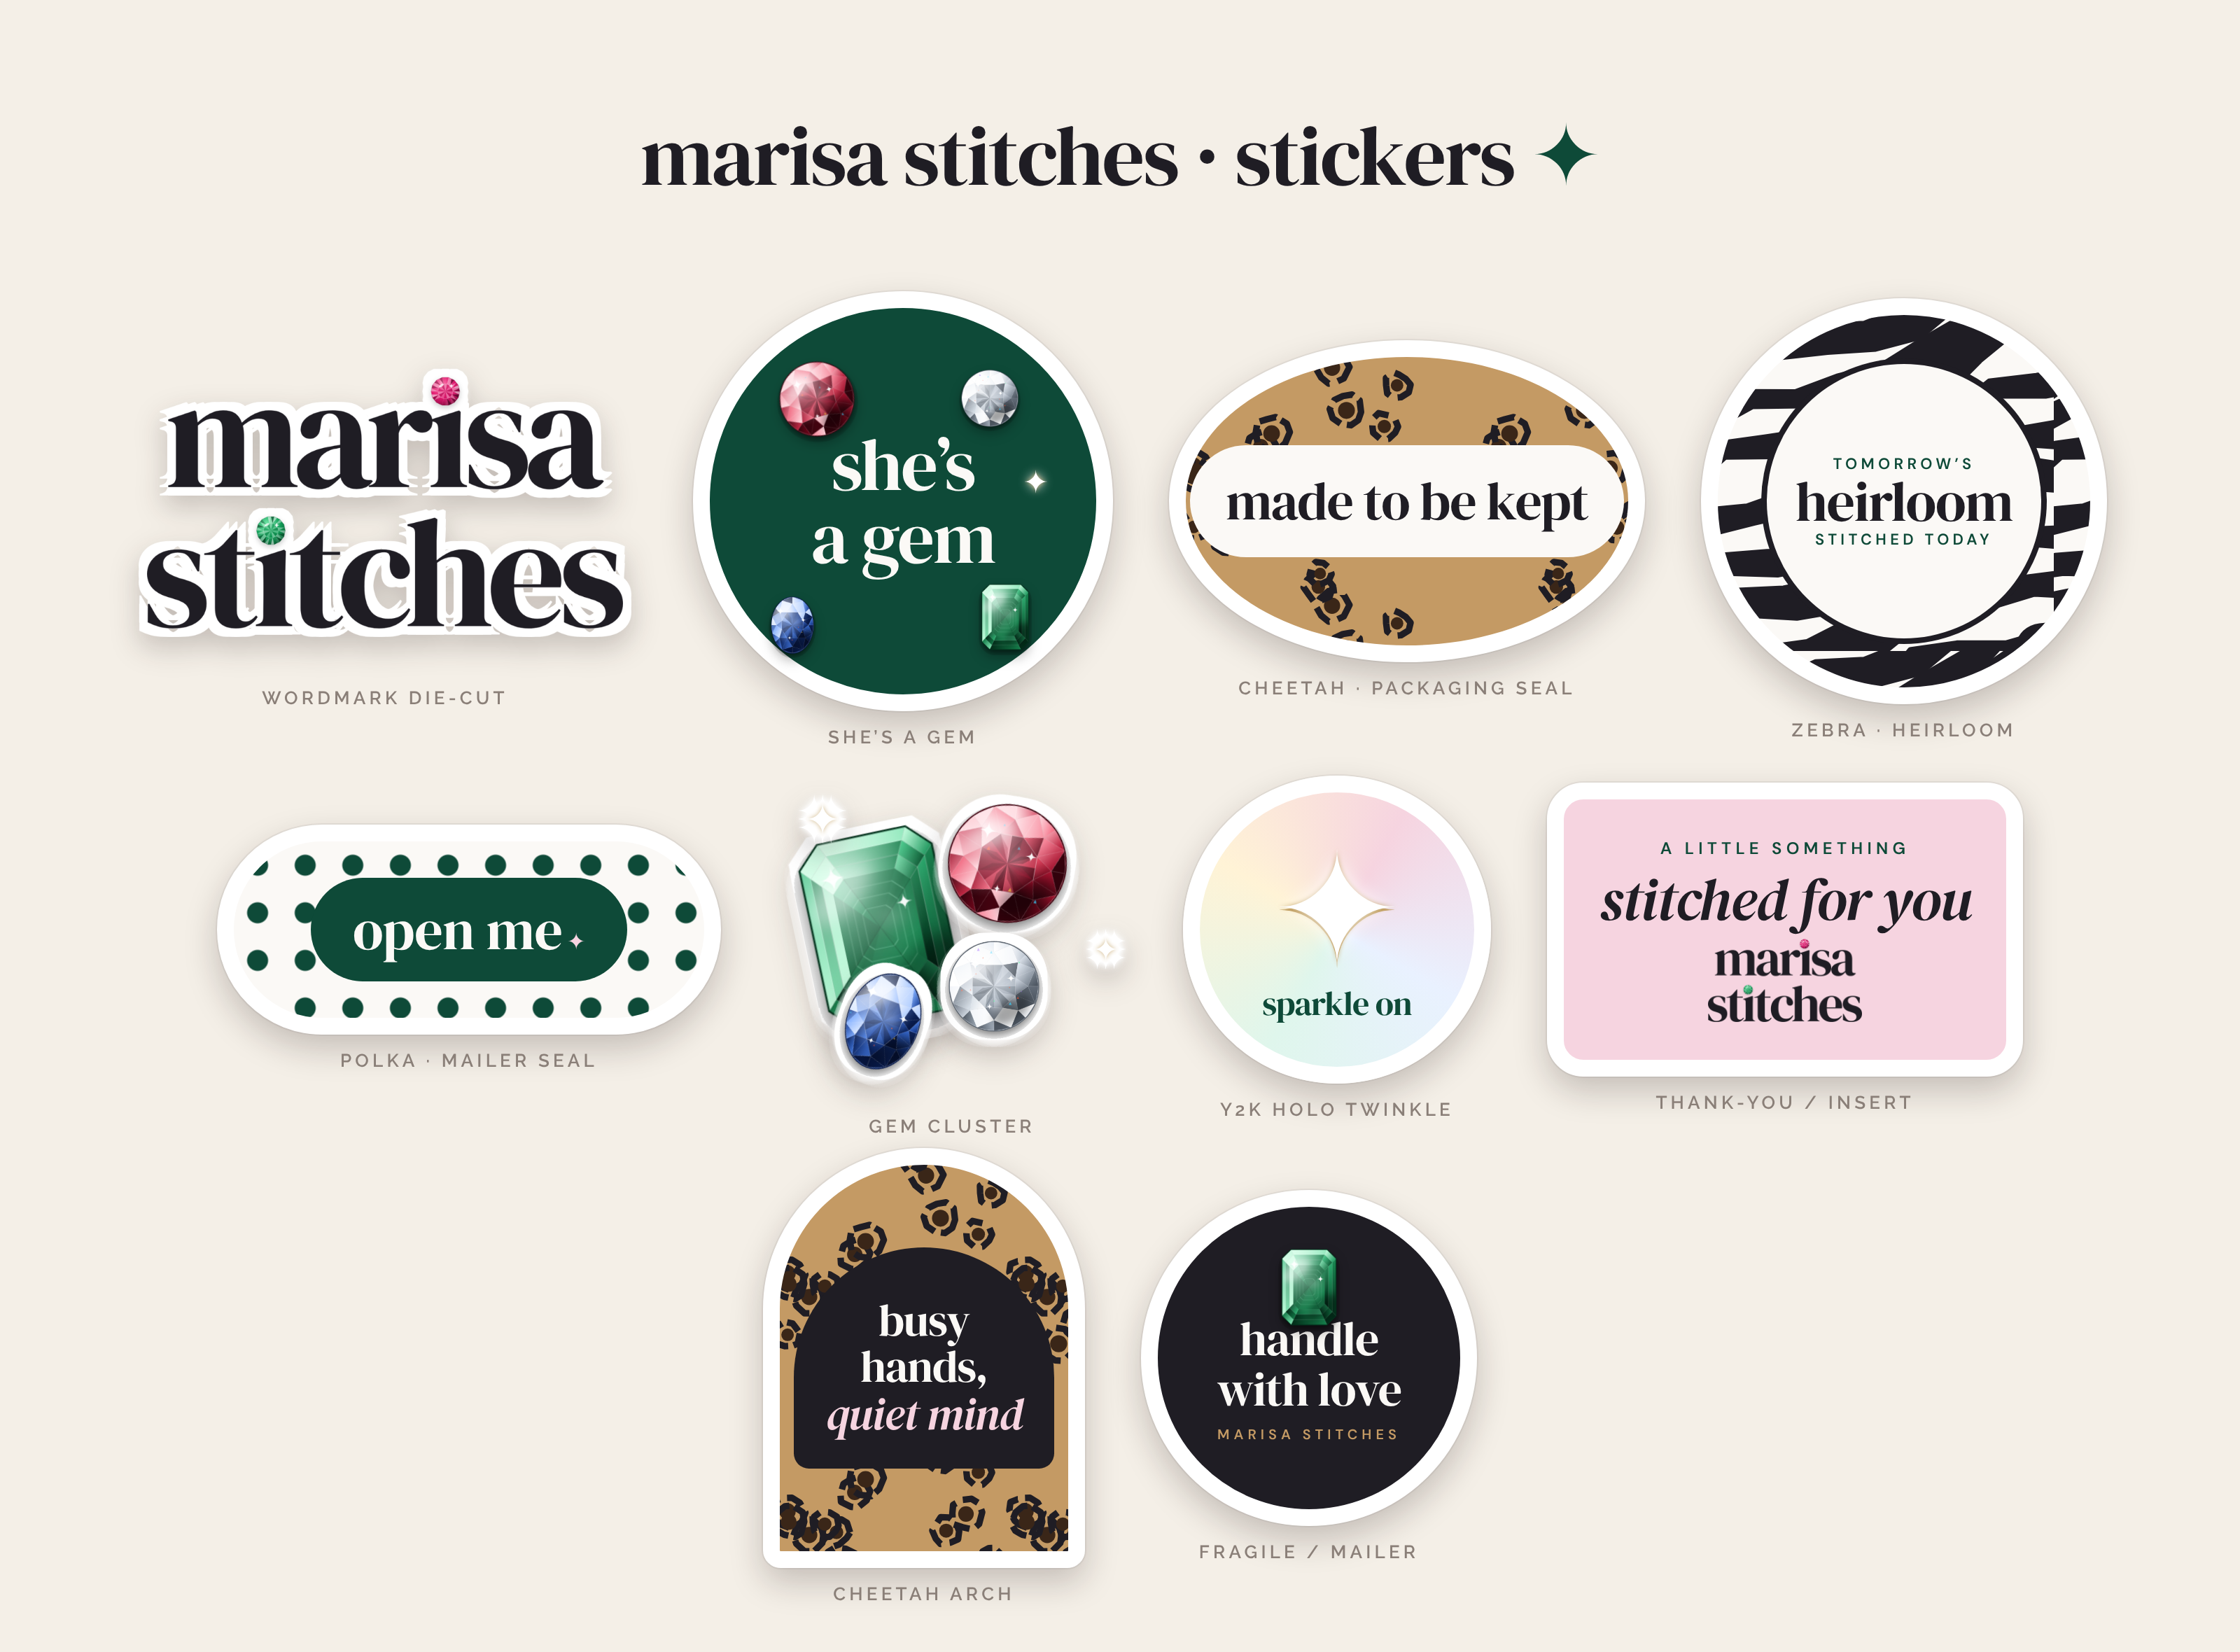 marisa stitches · stickers
marisa
stitches
WORDMARK DIE-CUT
she's
a gem
SHE'S A GEM
made to be kept
CHEETAH · PACKAGING SEAL
TOMORROW'S
heirloom
STITCHED TODAY
ZEBRA · HEIRLOOM
open me
POLKA · MAILER SEAL
GEM CLUSTER
sparkle on
Y2K HOLO TWINKLE
A LITTLE SOMETHING
stitched for you
marisa
stitches
THANK-YOU / INSERT
busy
hands,
quiet mind
CHEETAH ARCH
handle
with love
MARISA STITCHES
FRAGILE / MAILER